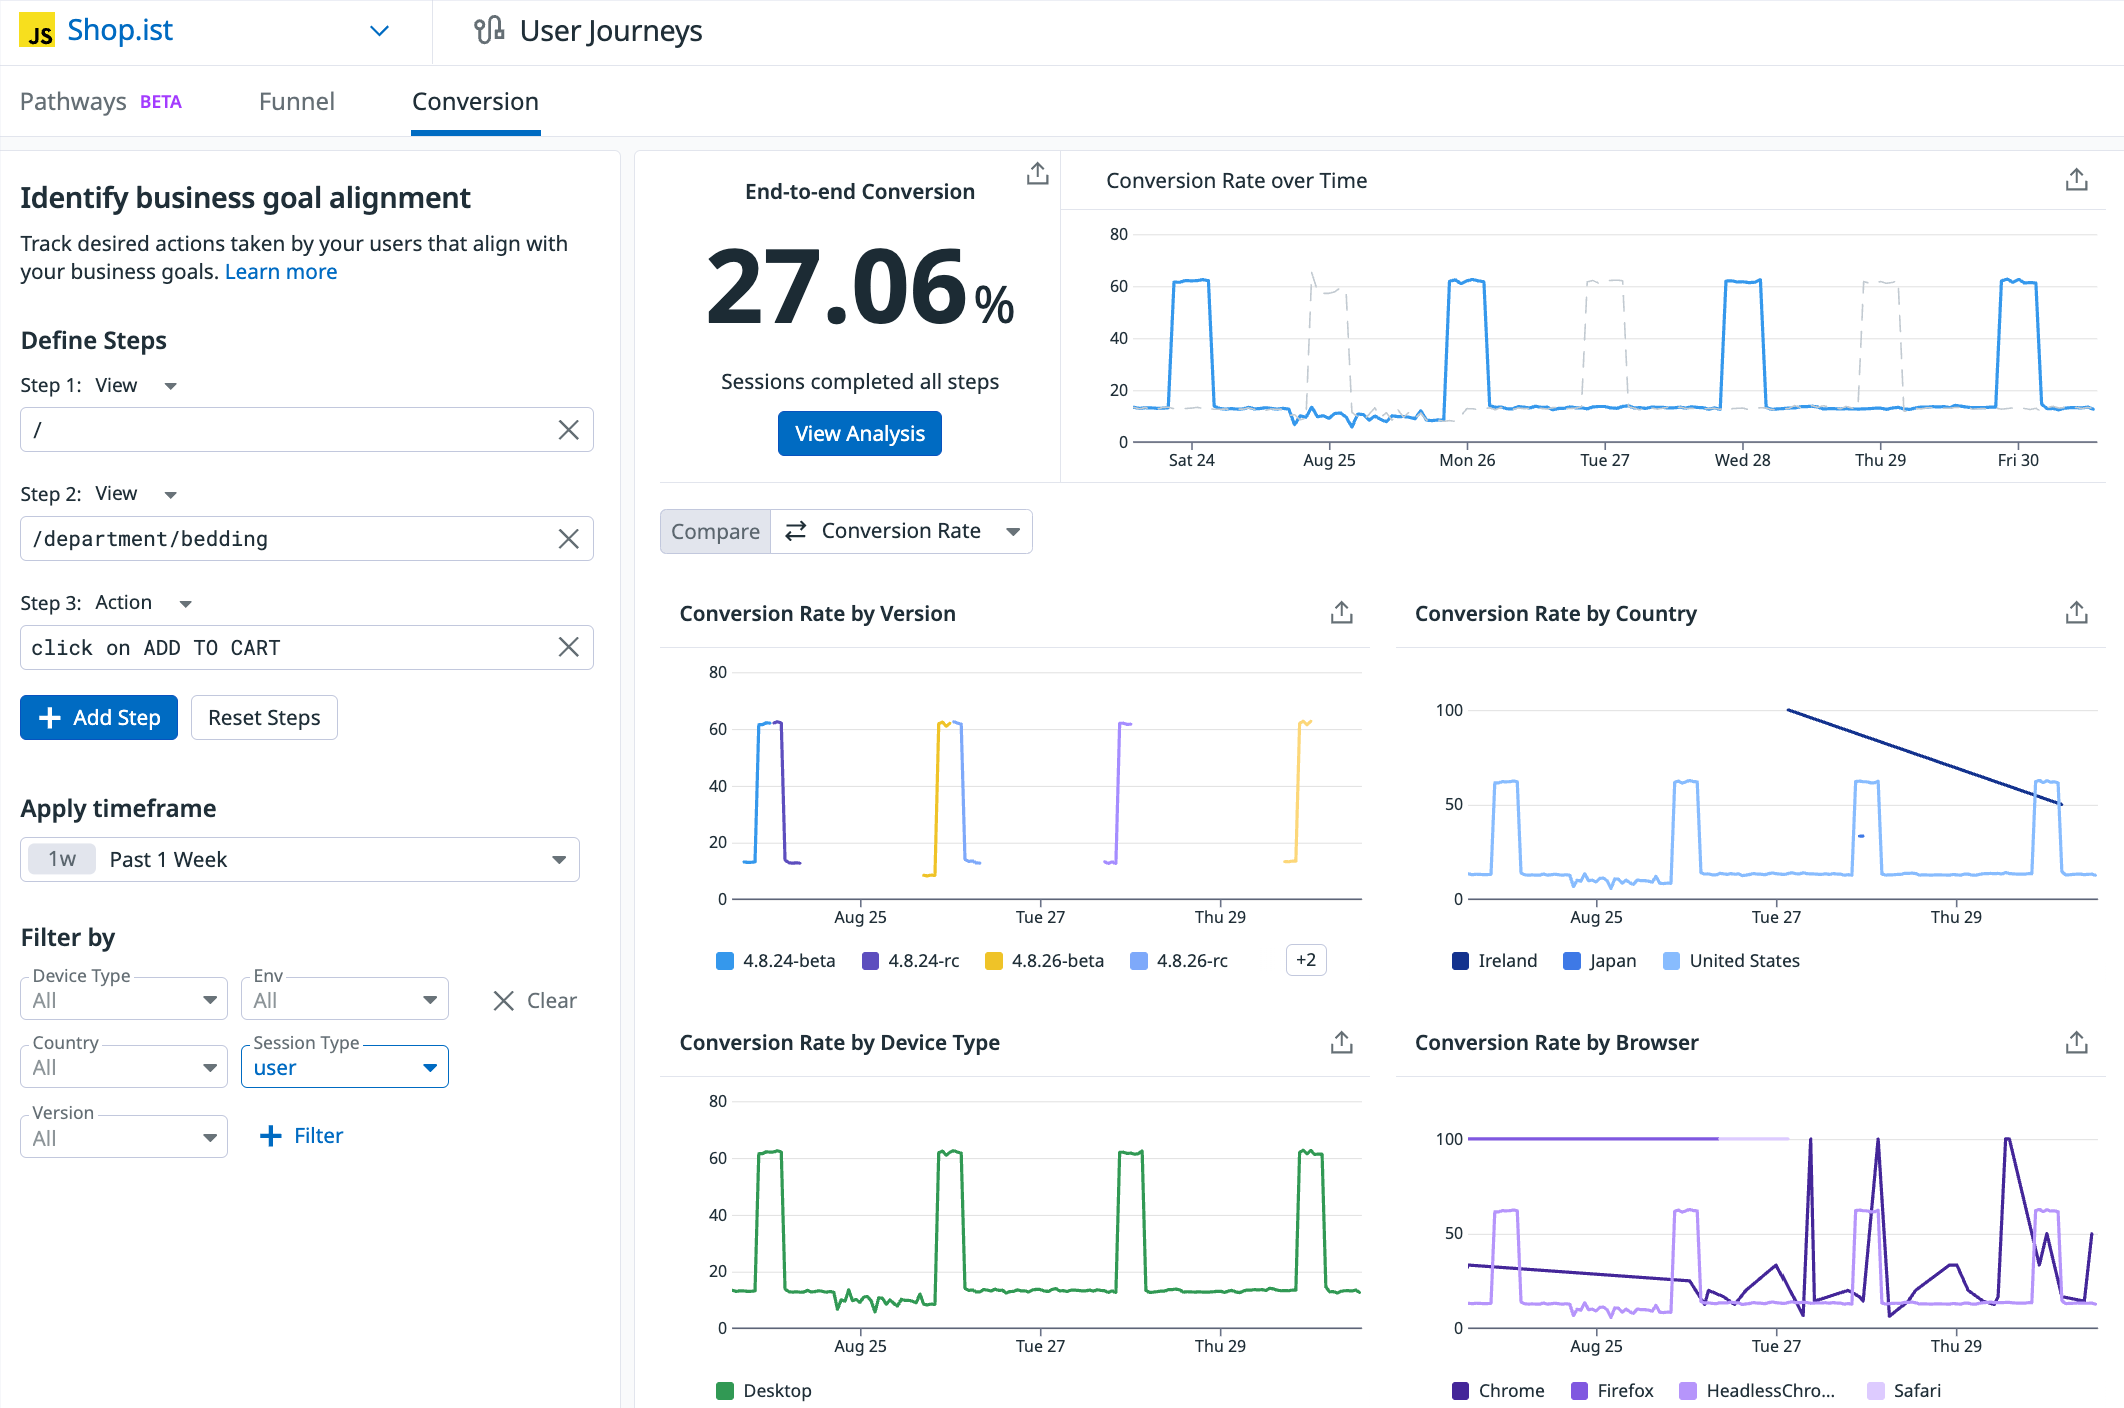 JS Shop.ist
User Journeys
Pathways BETA
Funnel
Conversion
Identify business goal alignment
Track desired actions taken by your users that align with
your business goals. Learn more
Define Steps
Step 1: View
/
Step 2: View
/department/bedding
Step 3: Action
click on ADD TO CART
Add Step
Reset Steps
Apply timeframe
1w Past 1 Week
Filter by
Device Type
All
Env
All
Clear
Country
All
Session Type
user
Version
All
Filter
End-to-end Conversion
27.06%
Sessions completed all steps
View Analysis
Conversion Rate over Time
80
60
40
20
0
Sat 24 Aug 25 Mon 26 Tue 27 Wed 28 Thu 29 Fri 30
Compare Conversion Rate
Conversion Rate by Version
80
60
40
20
0
Aug 25 Tue 27 Thu 29
4.8.24-beta 4.8.24-rc 4.8.26-beta 4.8.26-rc +2
Conversion Rate by Country
100
50
0
Aug 25 Tue 27 Thu 29
Ireland Japan United States
Conversion Rate by Device Type
80
60
40
20
0
Aug 25 Tue 27 Thu 29
Desktop
Conversion Rate by Browser
100
50
0
Aug 25 Tue 27 Thu 29
Chrome Firefox HeadlessChro... Safari